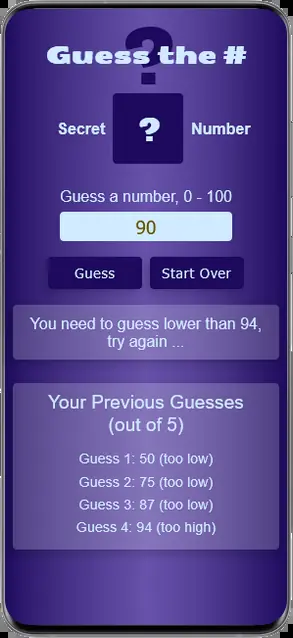 ?
Guess the #
Secret ? Number
Guess a number, 0 - 100
90
Guess Start Over
You need to guess lower than 94,
try again ...
Your Previous Guesses
(out of 5)
Guess 1: 50 (too low)
Guess 2: 75 (too low)
Guess 3: 87 (too low)
Guess 4: 94 (too high)